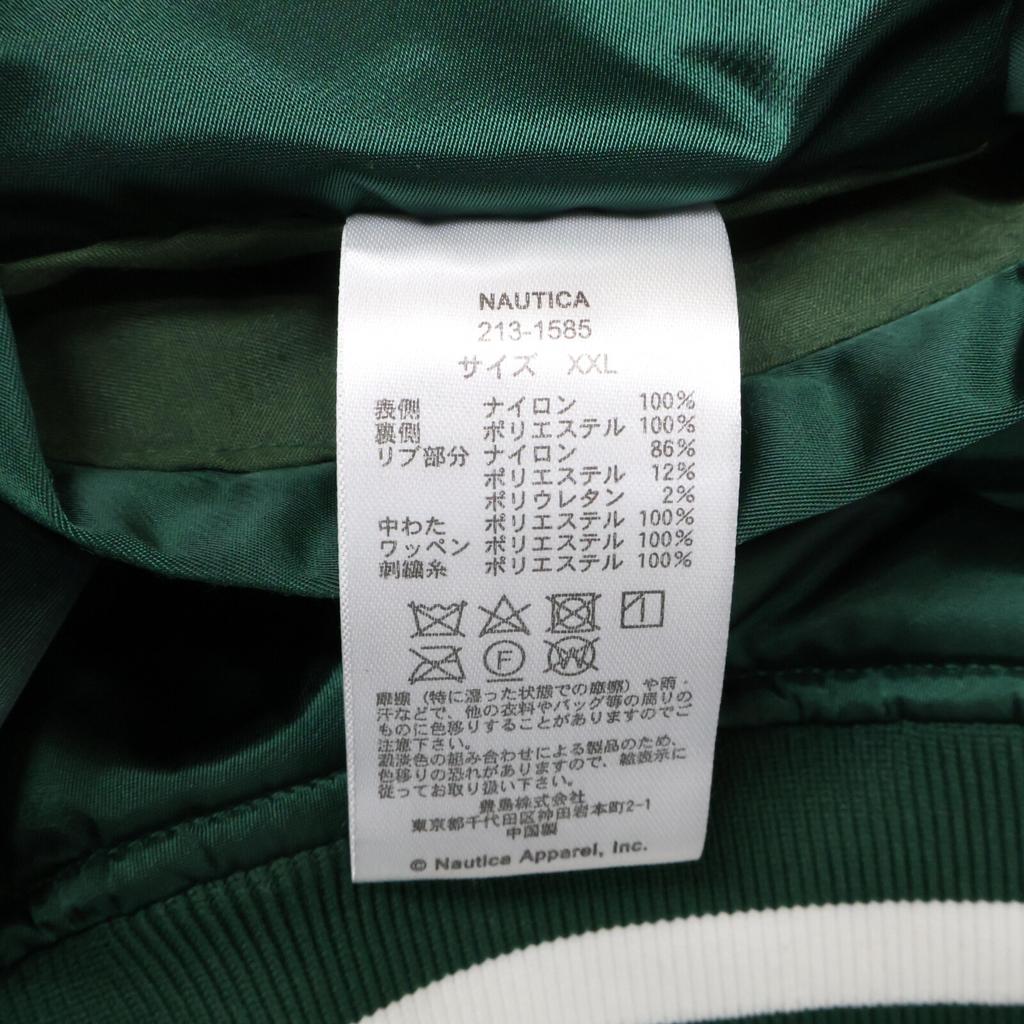 NAUTICA
213-1585
サイズ XXL
表側 ナイロン 100%
裏側 ポリエステル 100%
リブ部分 ナイロン 86%
ポリエステル 12%
ポリウレタン 2%
中わた ポリエステル 100%
ワッペン ポリエステル 100%
刺繍糸 ポリエステル 100%
F
W
摩擦(特に湿った状態での摩擦)や雨・
汗などで、他の衣料やバッグ等の周りの
ものに色移りすることがありますのでご
注意下さい。
濃淡色の組み合わせによる製品のため、
色移りの恐れがありますので、絵表示に
従ってお取り扱い下さい。
豊島株式会社
東京都千代田区神田岩本町2-1
中国製
© Nautica Apparel, Inc.